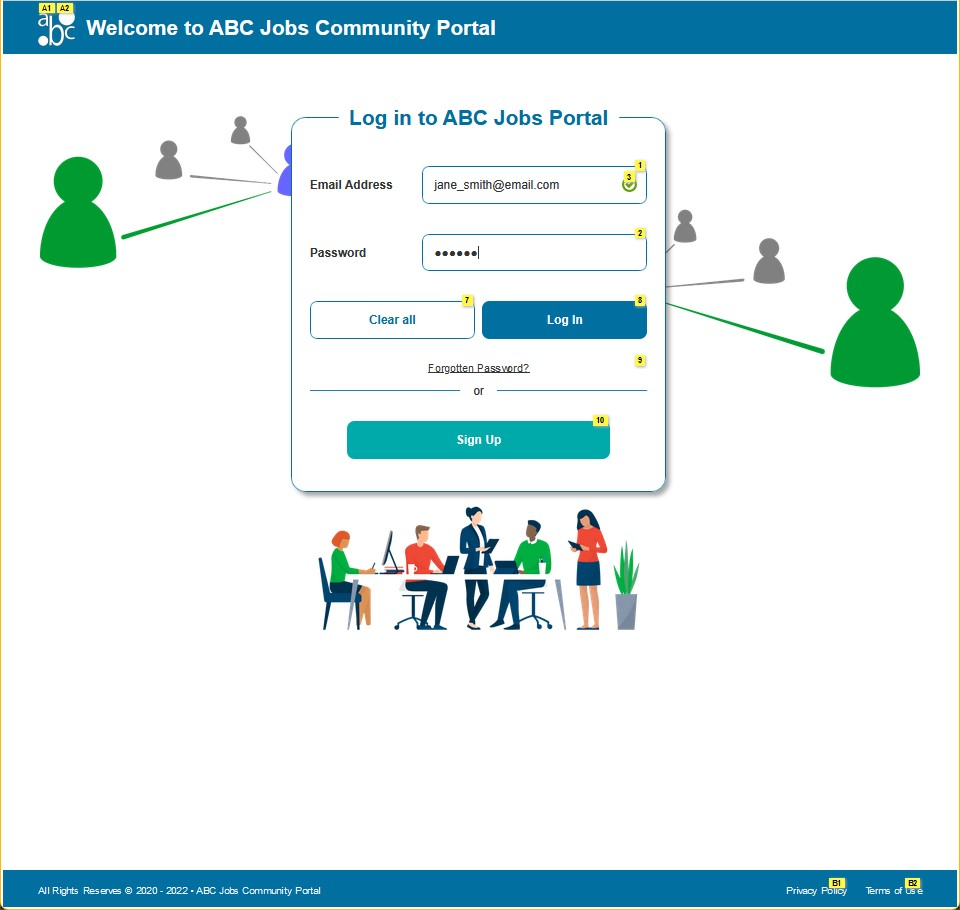 A1 A2
abc Welcome to ABC Jobs Community Portal
Log in to ABC Jobs Portal
1
Email Address jane_smith@email.com 3
2
Password ●●●●●●
7 8
Clear all Log In
9
Forgotten Password?
or
10
Sign Up
B1 B2
All Rights Reserves © 2020 - 2022 • ABC Jobs Community Portal Privacy Policy Terms of Use